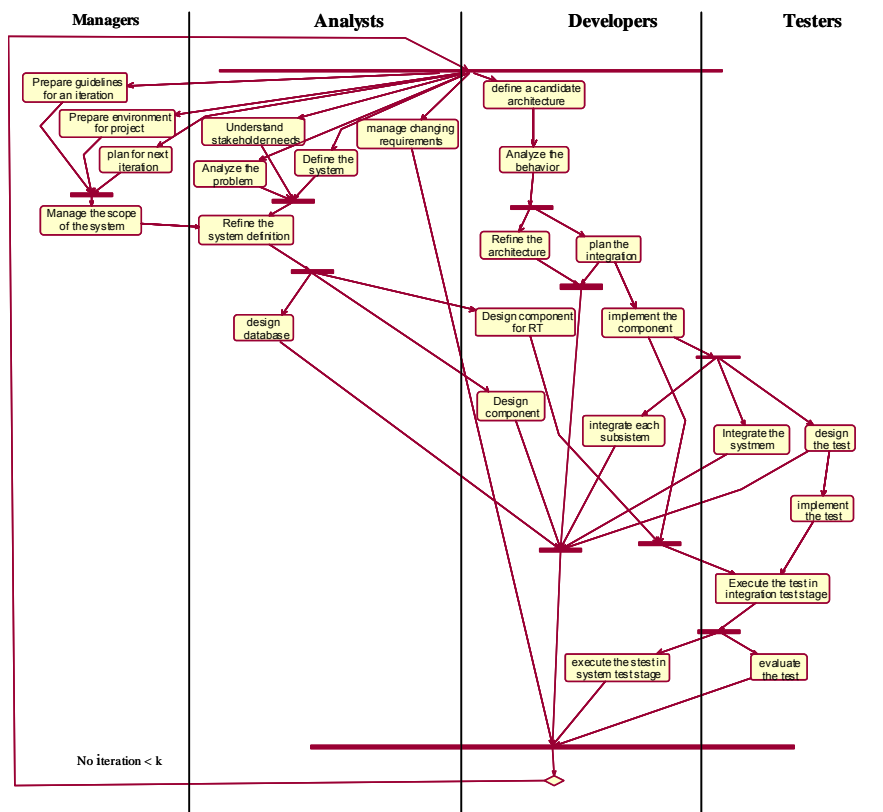 Managers
Analysts
Developers
Testers
Prepare guidelines
for an iteration
Prepare environment
for project
plan for next
iteration
Manage the scope
of the system
Understand
stakeholder needs
Analyze the
problem
Define the
system
manage changing
requirements
Refine the
system definition
design
database
define a candidate
architecture
Analyze the
behavior
Refine the
architecture
plan the
integration
Design component
for RT
implement the
component
Design
component
integrate each
subsistem
Integrate the
systmem
design
the test
implement
the test
Execute the test in
integration test stage
execute the stest in
system test stage
evaluate
the test
No iteration < k